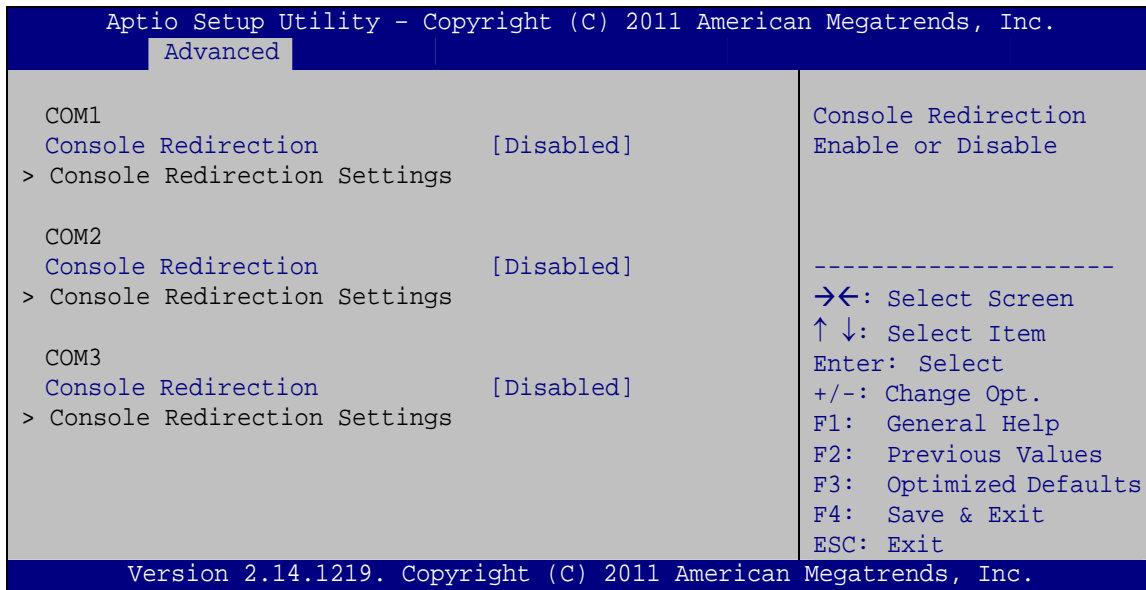 Aptio Setup Utility – Copyright (C) 2011 American Megatrends, Inc.
Advanced
COM1
Console Redirection [Disabled]
> Console Redirection Settings
COM2
Console Redirection [Disabled]
> Console Redirection Settings
COM3
Console Redirection [Disabled]
> Console Redirection Settings
Console Redirection
Enable or Disable
---------------------
→←: Select Screen
↑ ↓: Select Item
Enter: Select
+/-: Change Opt.
F1: General Help
F2: Previous Values
F3: Optimized Defaults
F4: Save & Exit
ESC: Exit
Version 2.14.1219. Copyright (C) 2011 American Megatrends, Inc.